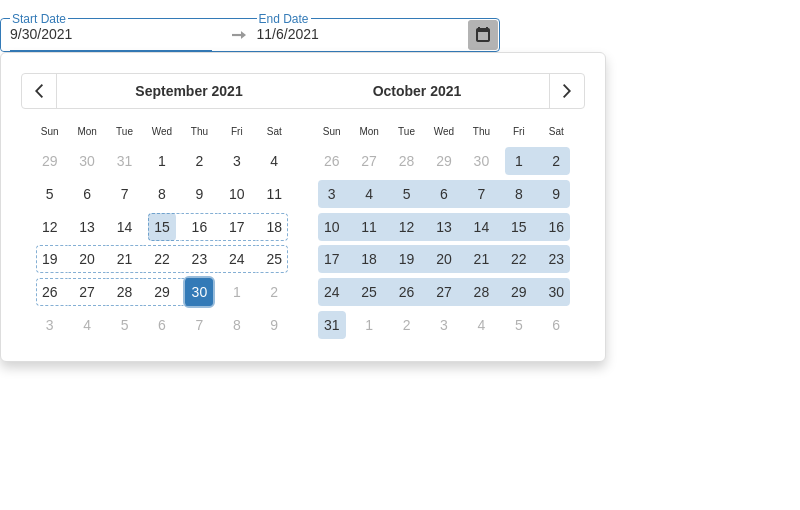 Start Date End Date
9/30/2021 11/6/2021
September 2021 October 2021
Sun Mon Tue Wed Thu Fri Sat Sun Mon Tue Wed Thu Fri Sat
29 30 31 1 2 3 4 26 27 28 29 30 1 2
5 6 7 8 9 10 11 3 4 5 6 7 8 9
12 13 14 15 16 17 18 10 11 12 13 14 15 16
19 20 21 22 23 24 25 17 18 19 20 21 22 23
26 27 28 29 30 1 2 24 25 26 27 28 29 30
3 4 5 6 7 8 9 31 1 2 3 4 5 6